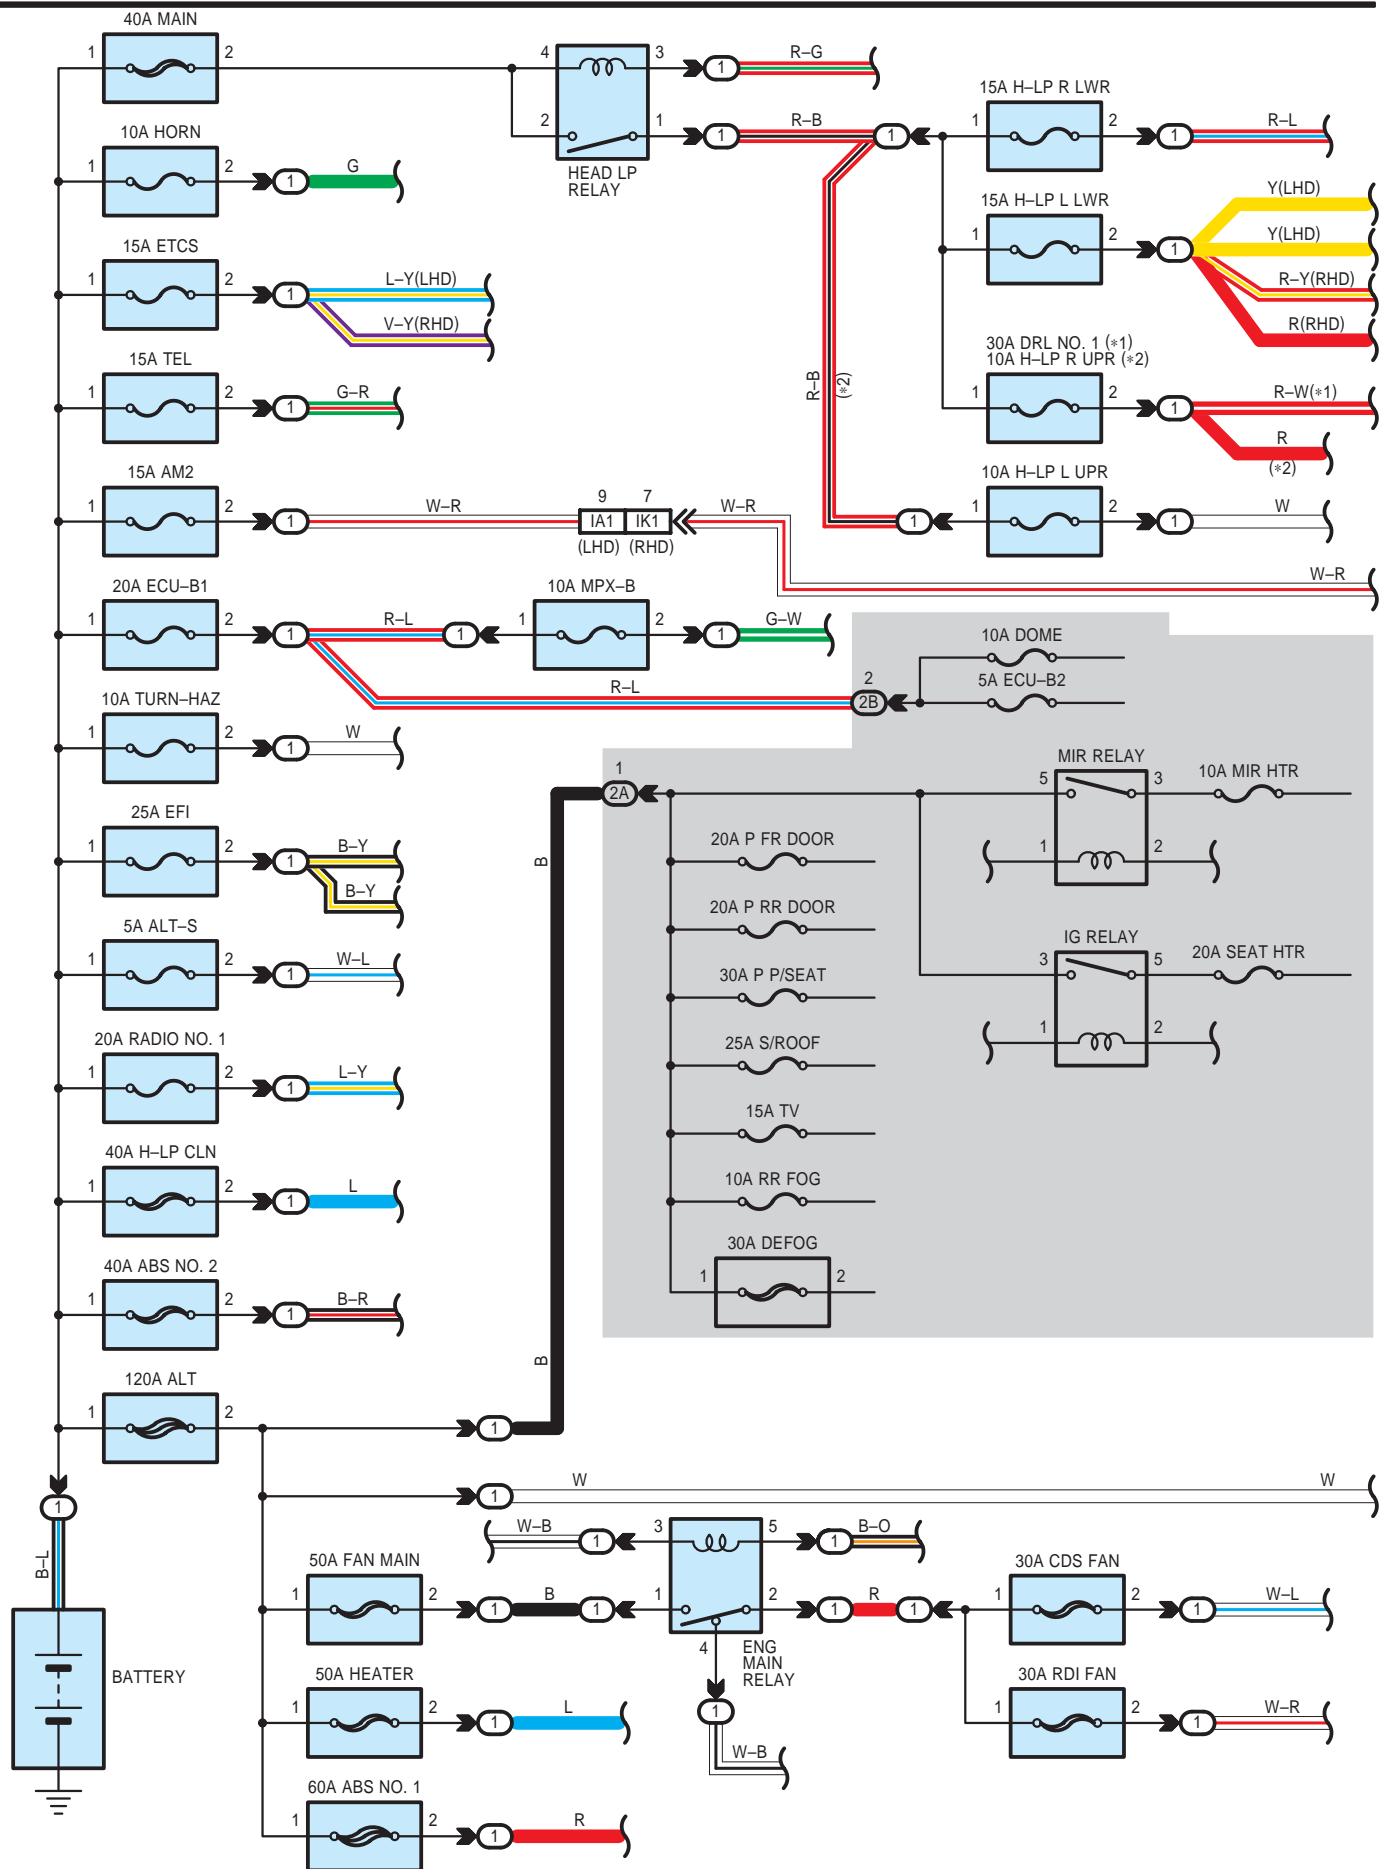 40A MAIN
1 2
4 3
2 1
HEAD LP
RELAY
1 R–G
1 R–B
1
15A H–LP R LWR
1 2
1 R–L
10A HORN
1 2
1 G
15A H–LP L LWR
1 2
1
Y(LHD)
Y(LHD)
R–Y(RHD)
R(RHD)
15A ETCS
1 2
1 L–Y(LHD)
V–Y(RHD)
R–B
(*2)
30A DRL NO. 1 (*1)
10A H–LP R UPR (*2)
1 2
1 R–W(*1)
R
(*2)
15A TEL
1 2
1 G–R
10A H–LP L UPR
1 1 2
1 W
15A AM2
1 2
1 W–R
9 7
IA1 IK1
(LHD) (RHD)
W–R
W–R
20A ECU–B1
1 2
1 R–L 1
10A MPX–B
1 2
1 G–W
R–L
2
2B
10A DOME
5A ECU–B2
10A TURN–HAZ
1 2
1 W
1
2A
B
MIR RELAY
5 3
1 2
10A MIR HTR
25A EFI
1 2
1 B–Y
B–Y
20A P FR DOOR
20A P RR DOOR
5A ALT–S
1 2
1 W–L
IG RELAY
3 5
1 2
20A SEAT HTR
30A P P/SEAT
25A S/ROOF
20A RADIO NO. 1
1 2
1 L–Y
15A TV
40A H–LP CLN
1 2
1 L
10A RR FOG
40A ABS NO. 2
1 2
1 B–R
30A DEFOG
1 2
B
120A ALT
1 2
1
1
B–L
BATTERY
1 W W
W–B 1
3 5
1 2
4
ENG
MAIN
RELAY
1 B–O
50A FAN MAIN
1 2
1 B 1
1 R 1
30A CDS FAN
1 2
1 W–L
50A HEATER
1 2
1 L
1
W–B
30A RDI FAN
1 2
1 W–R
60A ABS NO. 1
1 2
1 R